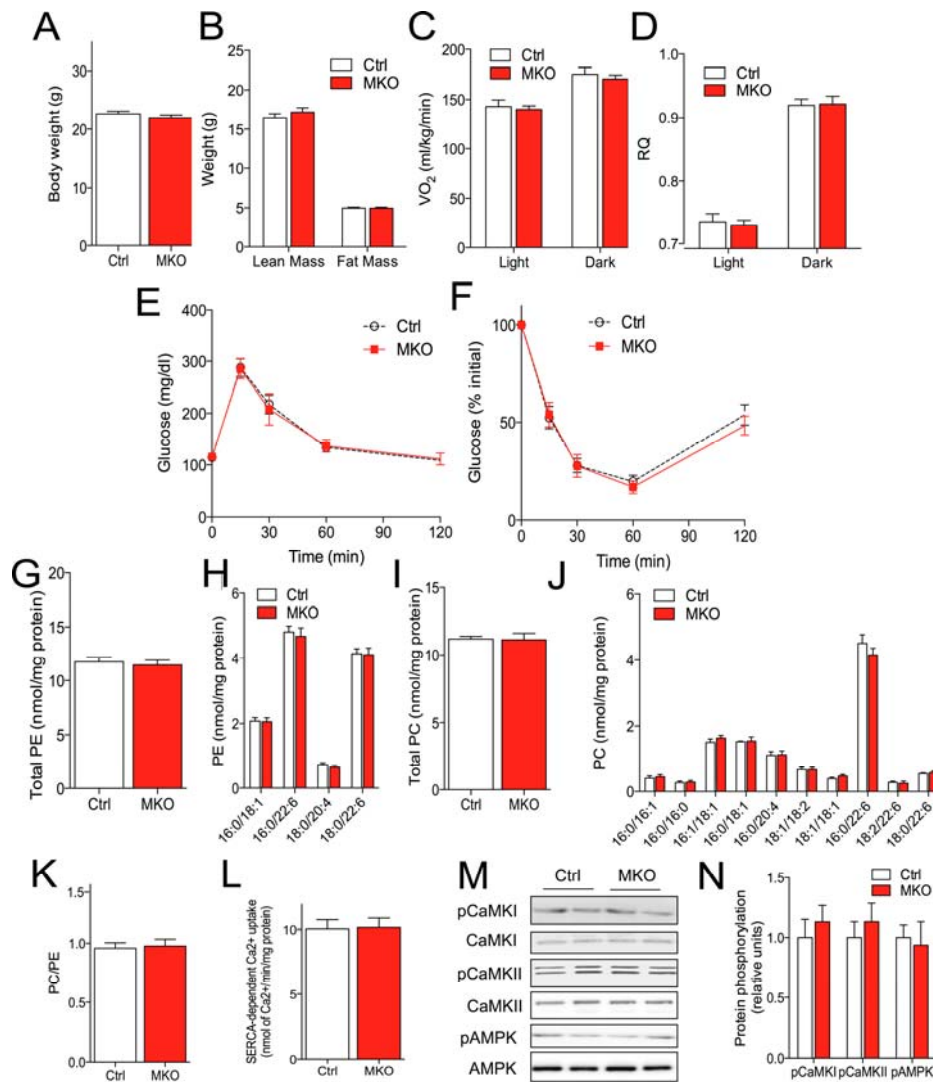 A
Body weight (g)
30
20
10
0
Ctrl MKO
B
Weight (g)
25
20
15
10
5
0
Ctrl
MKO
Lean Mass Fat Mass
C
VO2 (ml/kg/min)
200
150
100
50
0
Ctrl
MKO
Light Dark
D
RQ
1.0
0.9
0.8
0.7
Ctrl
MKO
Light Dark
E
Glucose (mg/dl)
400
300
200
100
0
Ctrl
MKO
0 30 60 90 120
Time (min)
F
Glucose (% initial)
100
50
0
Ctrl
MKO
0 30 60 90 120
Time (min)
G
Total PE (nmol/mg protein)
20
15
10
5
0
Ctrl MKO
H
PE (nmol/mg protein)
6
4
2
0
Ctrl
MKO
16:0/18:1
16:0/22:6
18:0/20:4
18:0/22:6
I
Total PC (nmol/mg protein)
15
10
5
0
Ctrl MKO
J
PC (nmol/mg protein)
6
4
2
0
Ctrl
MKO
16:0/16:1
16:0/16:0
16:1/18:1
16:0/18:1
16:0/20:4
18:1/18:2
18:1/18:1
16:0/22:6
18:2/22:6
18:0/22:6
K
PC/PE
1.5
1.0
0.5
0.0
Ctrl MKO
L
SERCA-dependent Ca2+ uptake
(nmol of Ca2+/min/mg protein)
10
5
0
Ctrl MKO
M
Ctrl MKO
pCaMKI
CaMKI
pCaMKII
CaMKII
pAMPK
AMPK
N
Protein phosphorylation
(relative units)
1.5
1.0
0.5
0.0
Ctrl
MKO
pCaMKI pCaMKII pAMPK